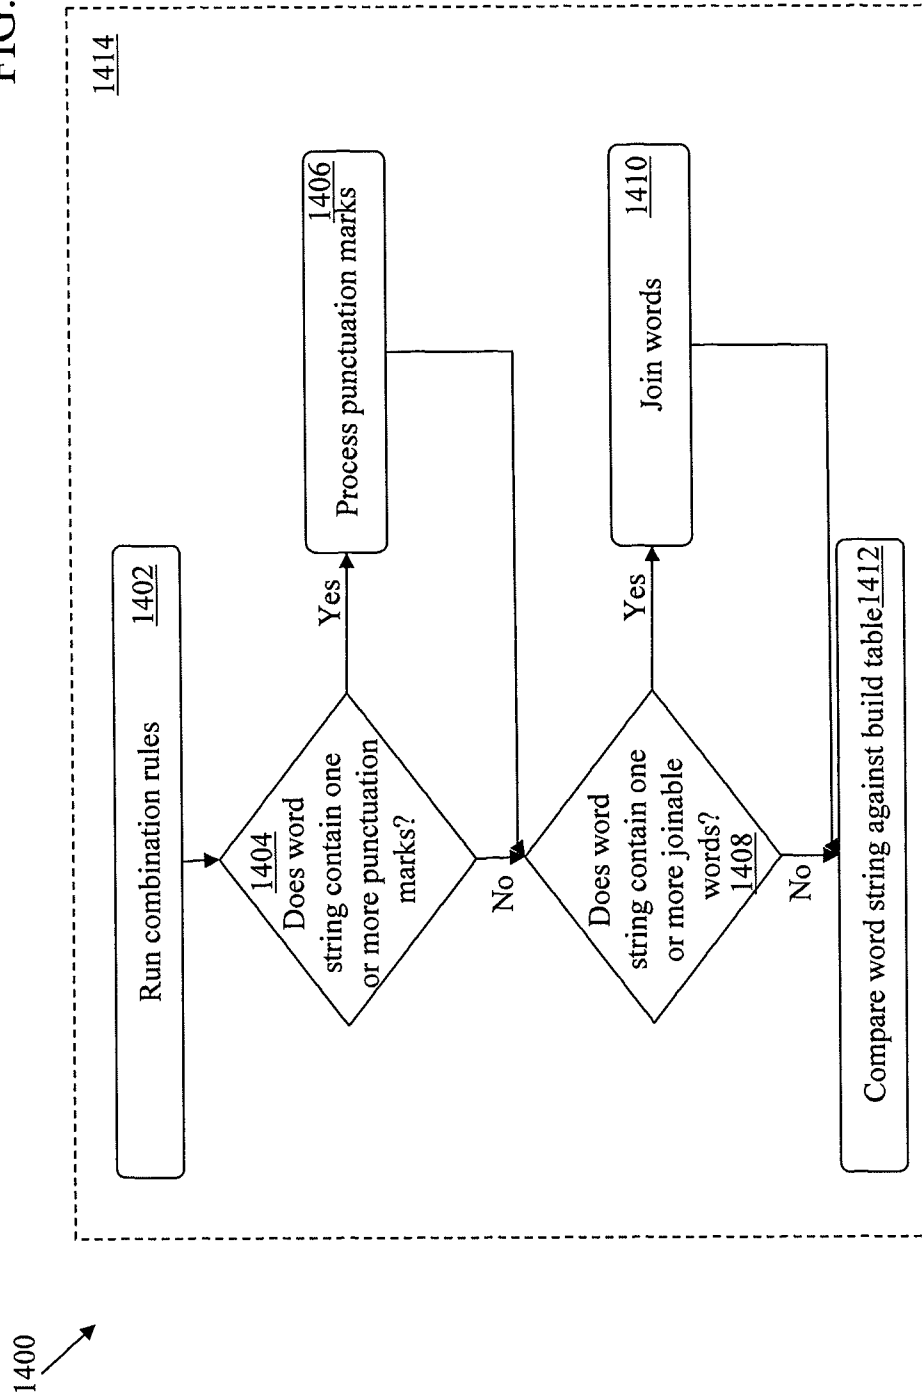 FIG.
1400
1414
Run combination rules
1402
1404
Does word
string contain one
or more punctuation
marks?
Yes
1406
Process punctuation marks
No
Does word
string contain one
or more joinable
words?
1408
Yes
1410
Join words
No
Compare word string against build table1412